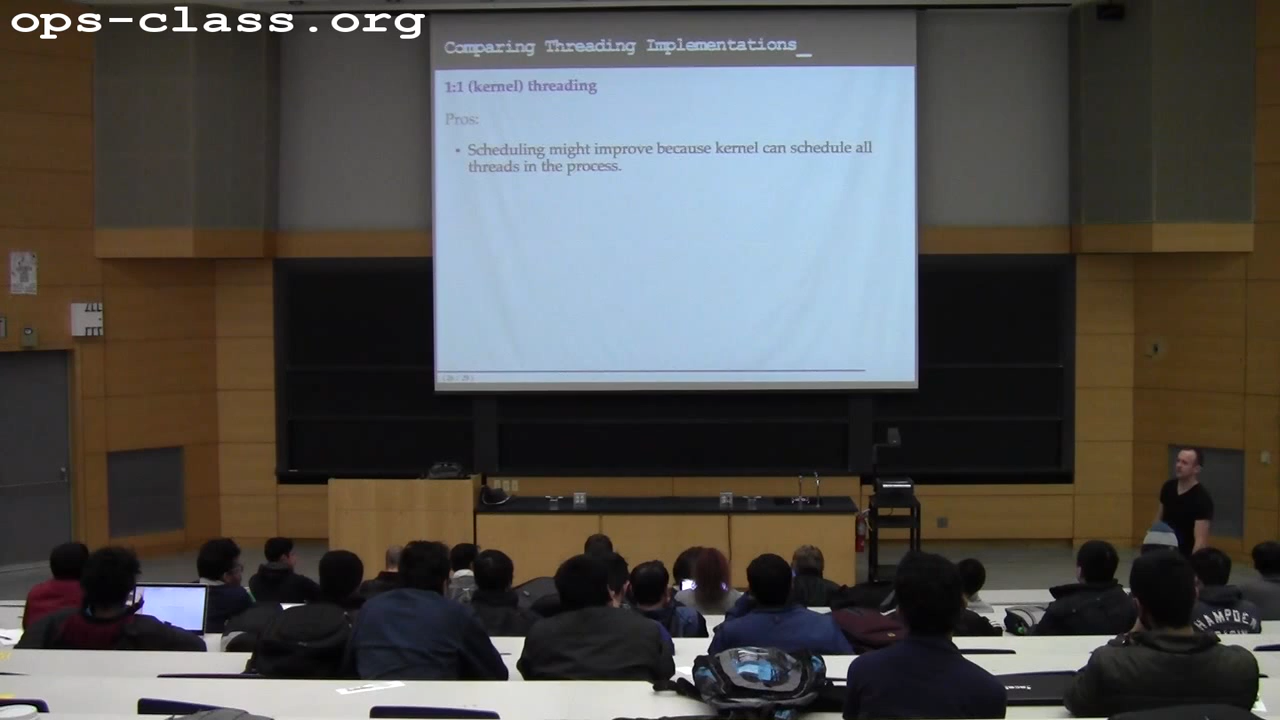 ops-class.org
Comparing Threading Implementations_
1:1 (kernel) threading
Pros:
• Scheduling might improve because kernel can schedule all
threads in the process.
HAMPDEN